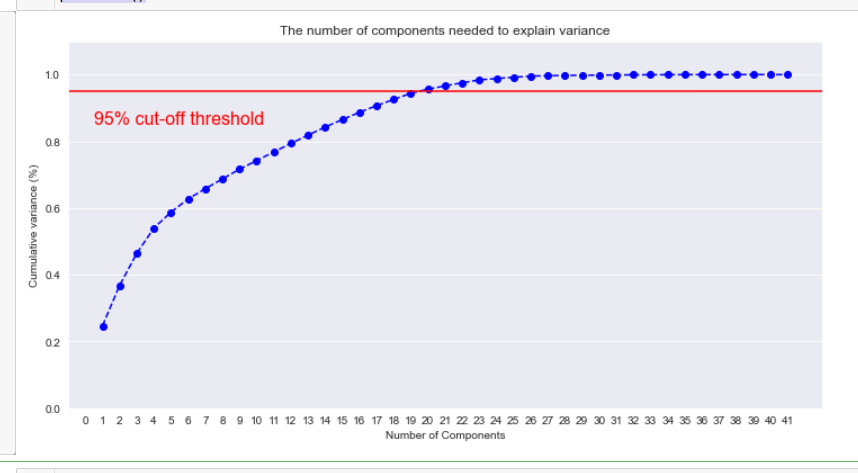 The number of components needed to explain variance
1.0
95% cut-off threshold
0.8
0.6
0.4
0.2
0.0
Cumulative variance (%)
0 1 2 3 4 5 6 7 8 9 10 11 12 13 14 15 16 17 18 19 20 21 22 23 24 25 26 27 28 29 30 31 32 33 34 35 36 37 38 39 40 41
Number of Components